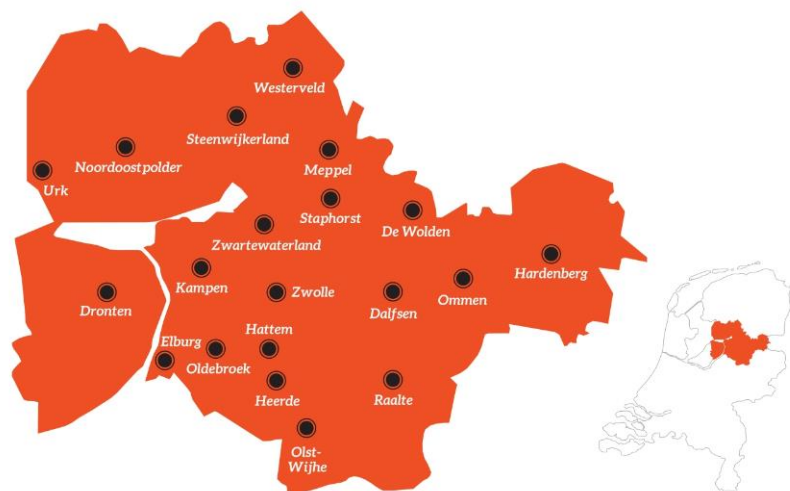 Westerveld
Steenwijkerland
Noordoostpolder
Meppel
Urk
Staphorst
De Wolden
Zwartewaterland
Hardenberg
Kampen
Zwolle
Dalfsen
Ommen
Dronten
Hattem
Elburg
Oldebroek
Heerde
Raalte
Olst-
Wijhe